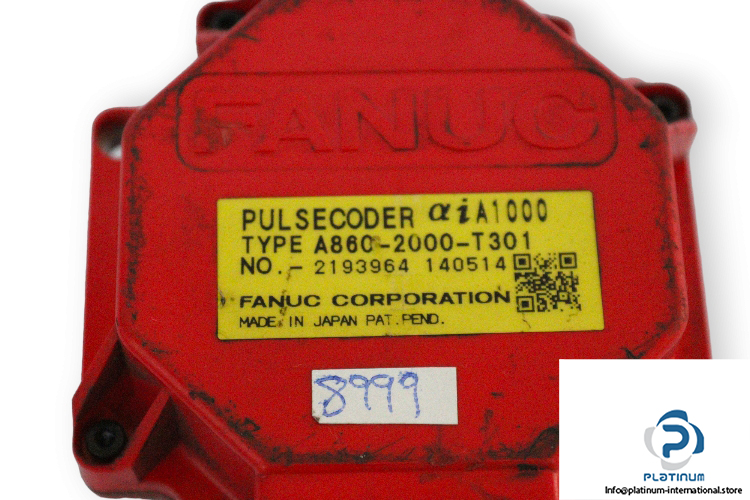 FANUC
PULSECODER αiA1000
TYPE A860-2000-T301
NO.- 2193964 140514
FANUC CORPORATION
MADE IN JAPAN PAT.PEND.
8999
PLATINUM
Info@platinum-international.store